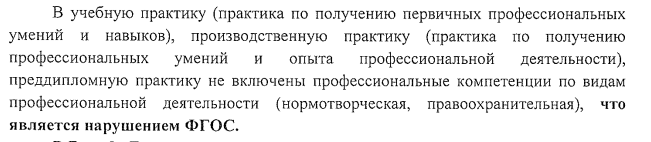 В учебную практику (практика по получению первичных профессиональных
умений и навыков), производственную практику (практика по получению
профессиональных умений и опыта профессиональной деятельности),
преддипломную практику не включены профессиональные компетенции по видам
профессиональной деятельности (нормотворческая, правоохранительная), что
является нарушением ФГОС.